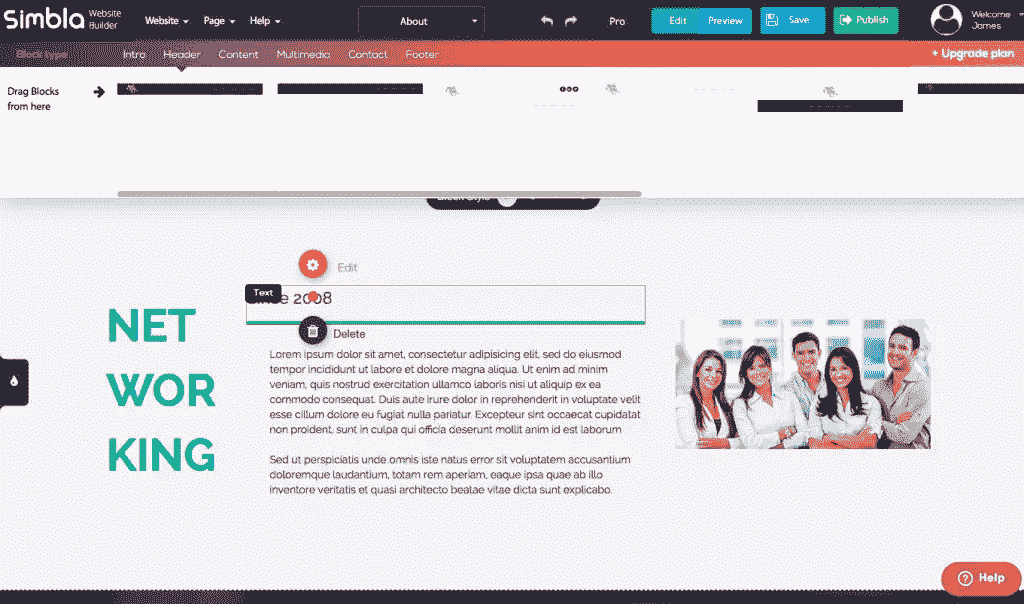 Simbla Website Builder
Website Page Help
About
Pro
Edit Preview
Save
Publish
Welcome James
Block type
Intro Header Content Multimedia Contact Footer
+ Upgrade plan
Drag Blocks
from here
Block Style
Edit
Text
2008
Delete
NET
WOR
KING
Lorem ipsum dolor sit amet, consectetur adipisicing elit, sed do eiusmod
tempor incididunt ut labore et dolore magna aliqua. Ut enim ad minim
veniam, quis nostrud exercitation ullamco laboris nisi ut aliquip ex ea
commodo consequat. Duis aute irure dolor in reprehenderit in voluptate velit
esse cillum dolore eu fugiat nulla pariatur. Excepteur sint occaecat cupidatat
non proident, sunt in culpa qui officia deserunt mollit anim id est laborum
Sed ut perspiciatis unde omnis iste natus error sit voluptatem accusantium
doloremque laudantium, totam rem aperiam, eaque ipsa quae ab illo
inventore veritatis et quasi architecto beatae vitae dicta sunt explicabo.
Help